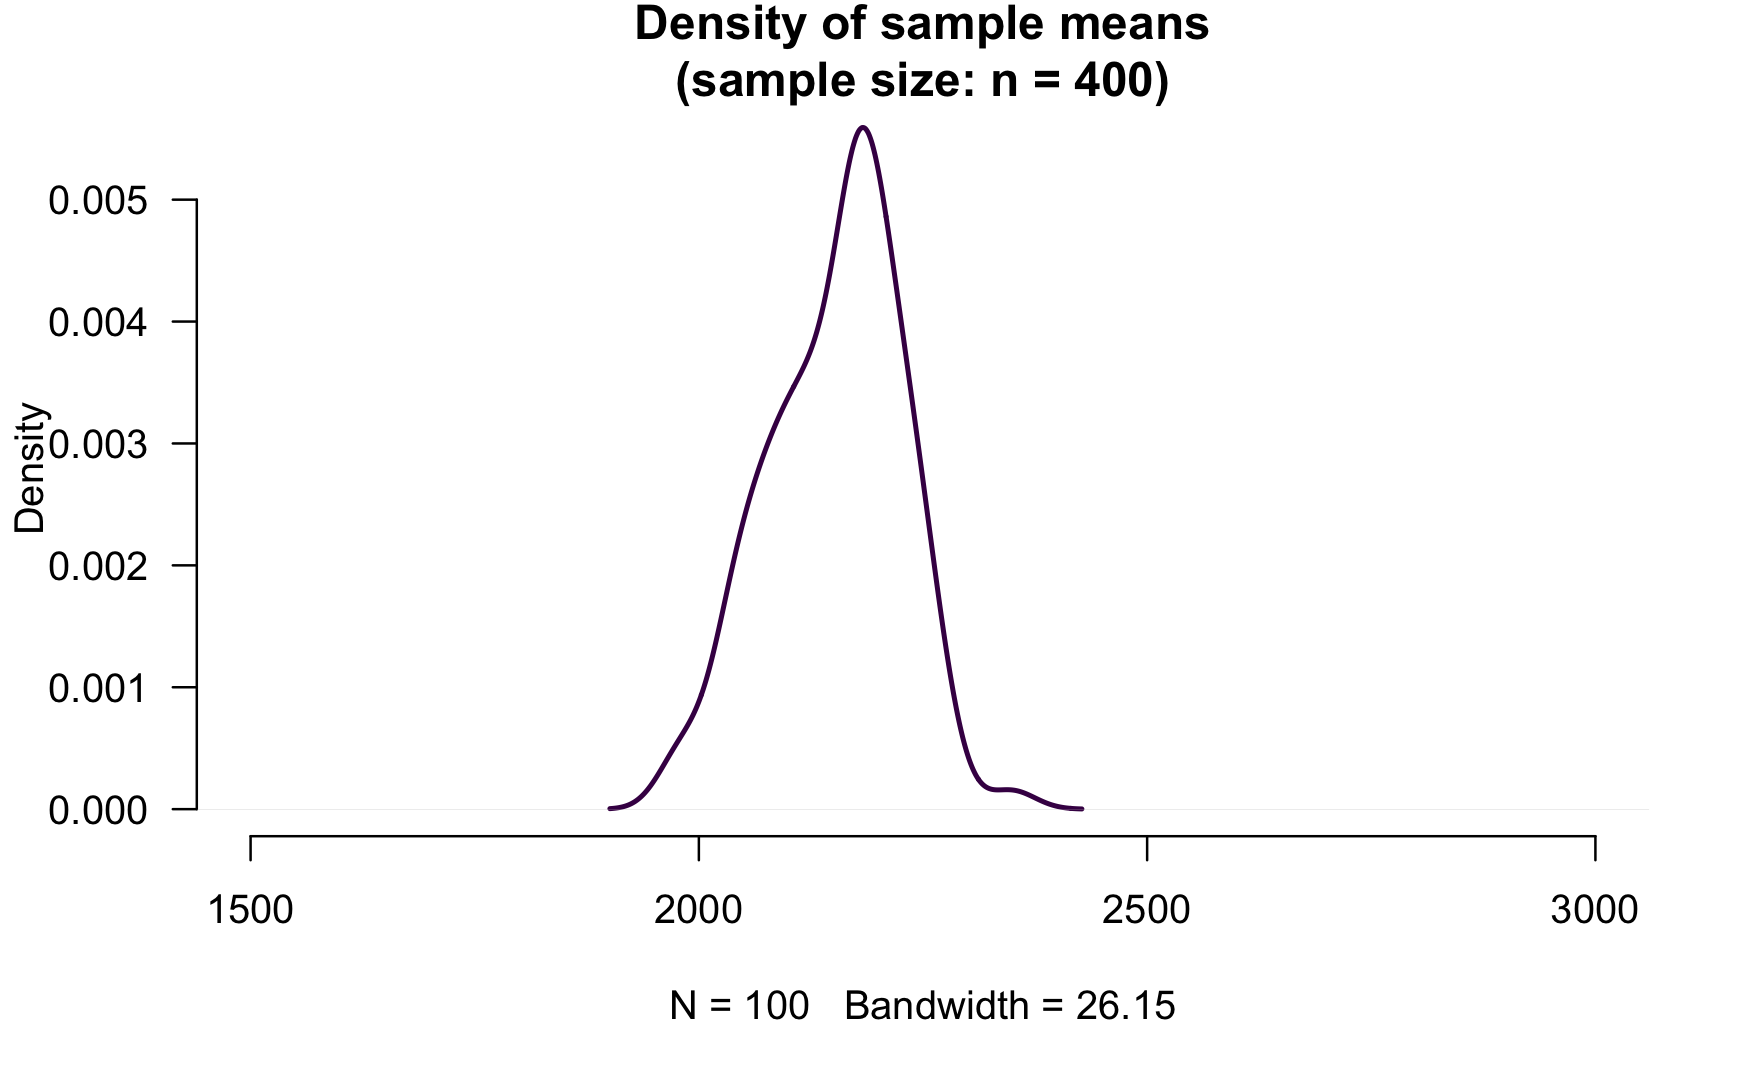 Density of sample means
(sample size: n = 400)
Density
0.005
0.004
0.003
0.002
0.001
0.000
1500 2000 2500 3000
N = 100 Bandwidth = 26.15